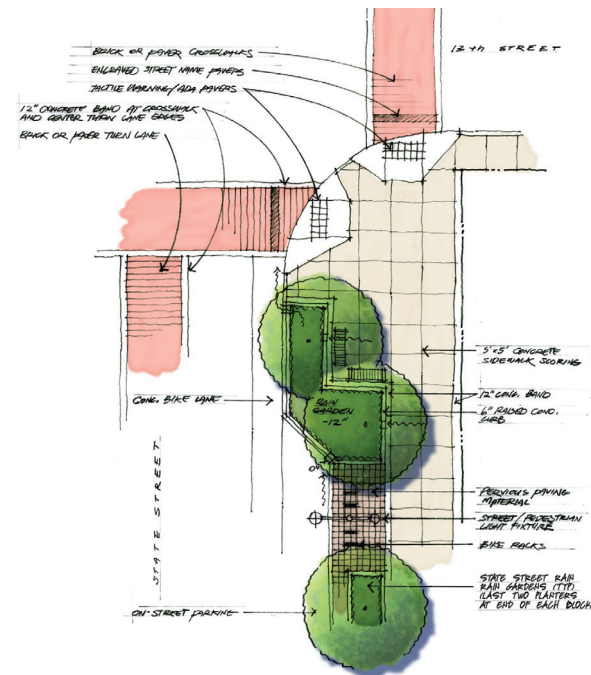 BRICK OR PAVER CROSSWALKS
ENGRAVED STREET NAME PAVERS
TACTILE WARNING/ADA PAVERS
12" CONCRETE BAND AT CROSSWALK
AND CENTER TURN LANE EDGES
BRICK OR PAVER TURN LANE
13TH STREET
5'x5' CONCRETE
SIDEWALK SCORING
12" CONC. BAND
6" RAISED CONC.
CURB
CONC. BIKE LANE
RAIN
GARDEN
-12"
0"
PERVIOUS PAVING
MATERIAL
STREET/PEDESTRIAN
LIGHT FIXTURE
BIKE RACKS
STATE STREET RAIN
RAIN GARDENS (TYP)
(LAST TWO PLANTERS
AT END OF EACH BLOCK)
ON-STREET PARKING
STATE STREET